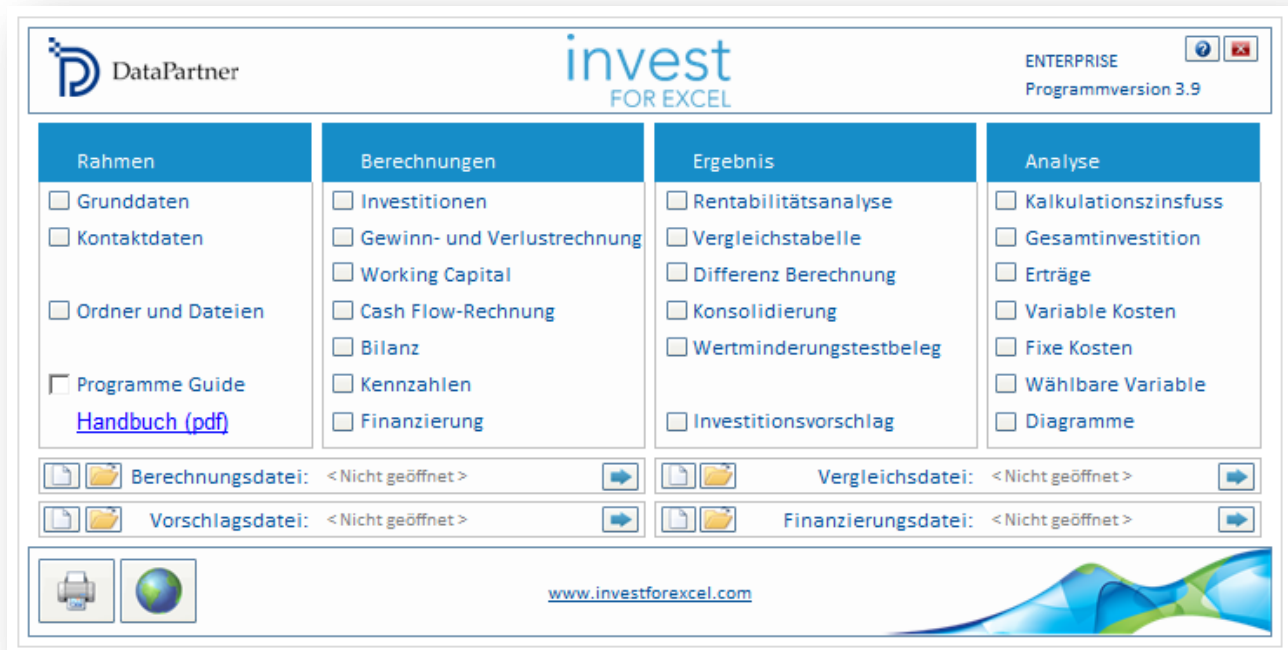 DataPartner
invest
FOR EXCEL
ENTERPRISE
Programmversion 3.9
Rahmen
Grunddaten
Kontaktdaten
Ordner und Dateien
Programme Guide
Handbuch (pdf)
Berechnungen
Investitionen
Gewinn- und Verlustrechnung
Working Capital
Cash Flow-Rechnung
Bilanz
Kennzahlen
Finanzierung
Ergebnis
Rentabilitätsanalyse
Vergleichstabelle
Differenz Berechnung
Konsolidierung
Wertminderungstestbeleg
Investitionsvorschlag
Analyse
Kalkulationszinsfuss
Gesamtinvestition
Erträge
Variable Kosten
Fixe Kosten
Wählbare Variable
Diagramme
Berechnungsdatei: <Nicht geöffnet>
Vergleichsdatei: <Nicht geöffnet>
Vorschlagsdatei: <Nicht geöffnet>
Finanzierungsdatei: <Nicht geöffnet>
www.investforexcel.com